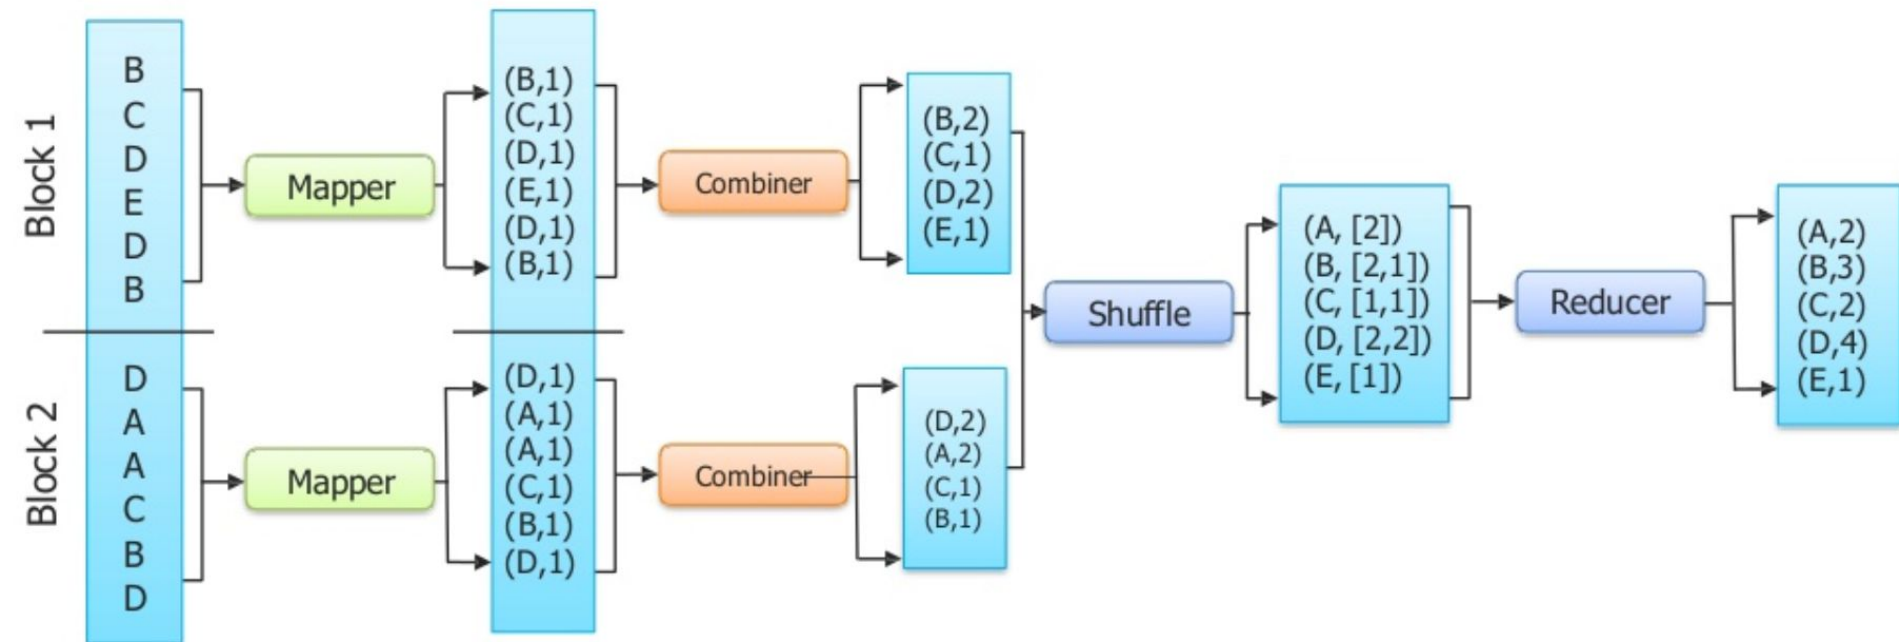 Block 1
B
C
D
E
D
B
Mapper
(B,1)
(C,1)
(D,1)
(E,1)
(D,1)
(B,1)
Combiner
(B,2)
(C,1)
(D,2)
(E,1)
Block 2
D
A
A
C
B
D
Mapper
(D,1)
(A,1)
(A,1)
(C,1)
(B,1)
(D,1)
Combiner
(D,2)
(A,2)
(C,1)
(B,1)
Shuffle
(A, [2])
(B, [2,1])
(C, [1,1])
(D, [2,2])
(E, [1])
Reducer
(A,2)
(B,3)
(C,2)
(D,4)
(E,1)